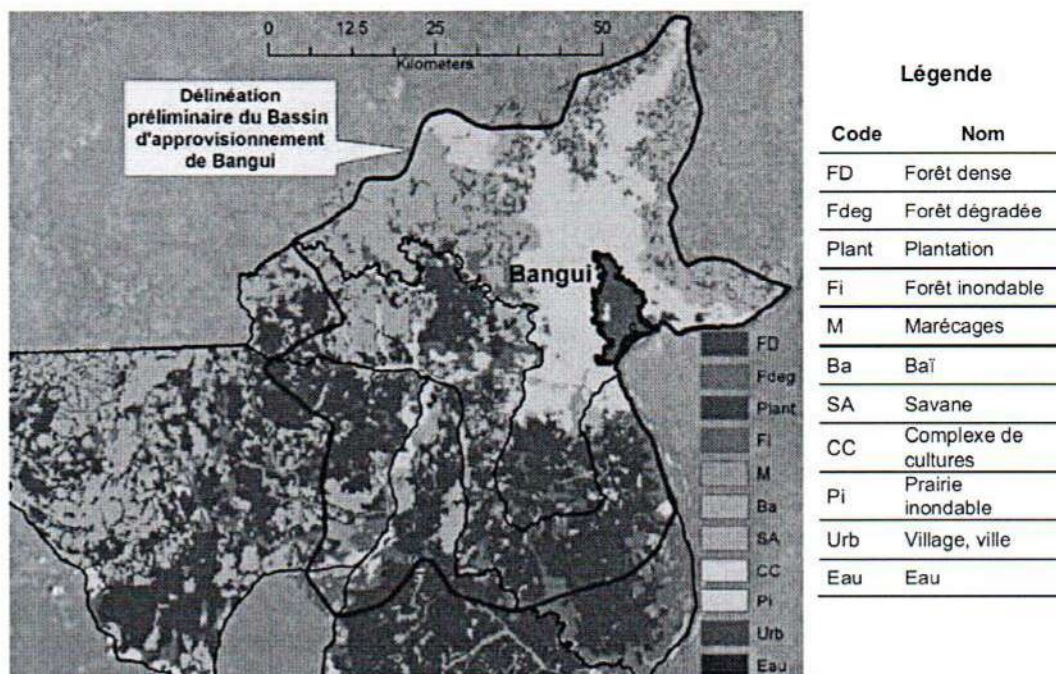 0 12.5 25 50
Kilometers
Délinéation
préliminaire du Bassin
d'approvisionnement
de Bangui
Bangui
FD
Fdeg
Plant
Fi
M
Ba
SA
CC
Pi
Urb
Eau
Légende
Code Nom
FD Forêt dense
Fdeg Forêt dégradée
Plant Plantation
Fi Forêt inondable
M Marécages
Ba Baï
SA Savane
CC Complexe de
cultures
Pi Prairie
inondable
Urb Village, ville
Eau Eau